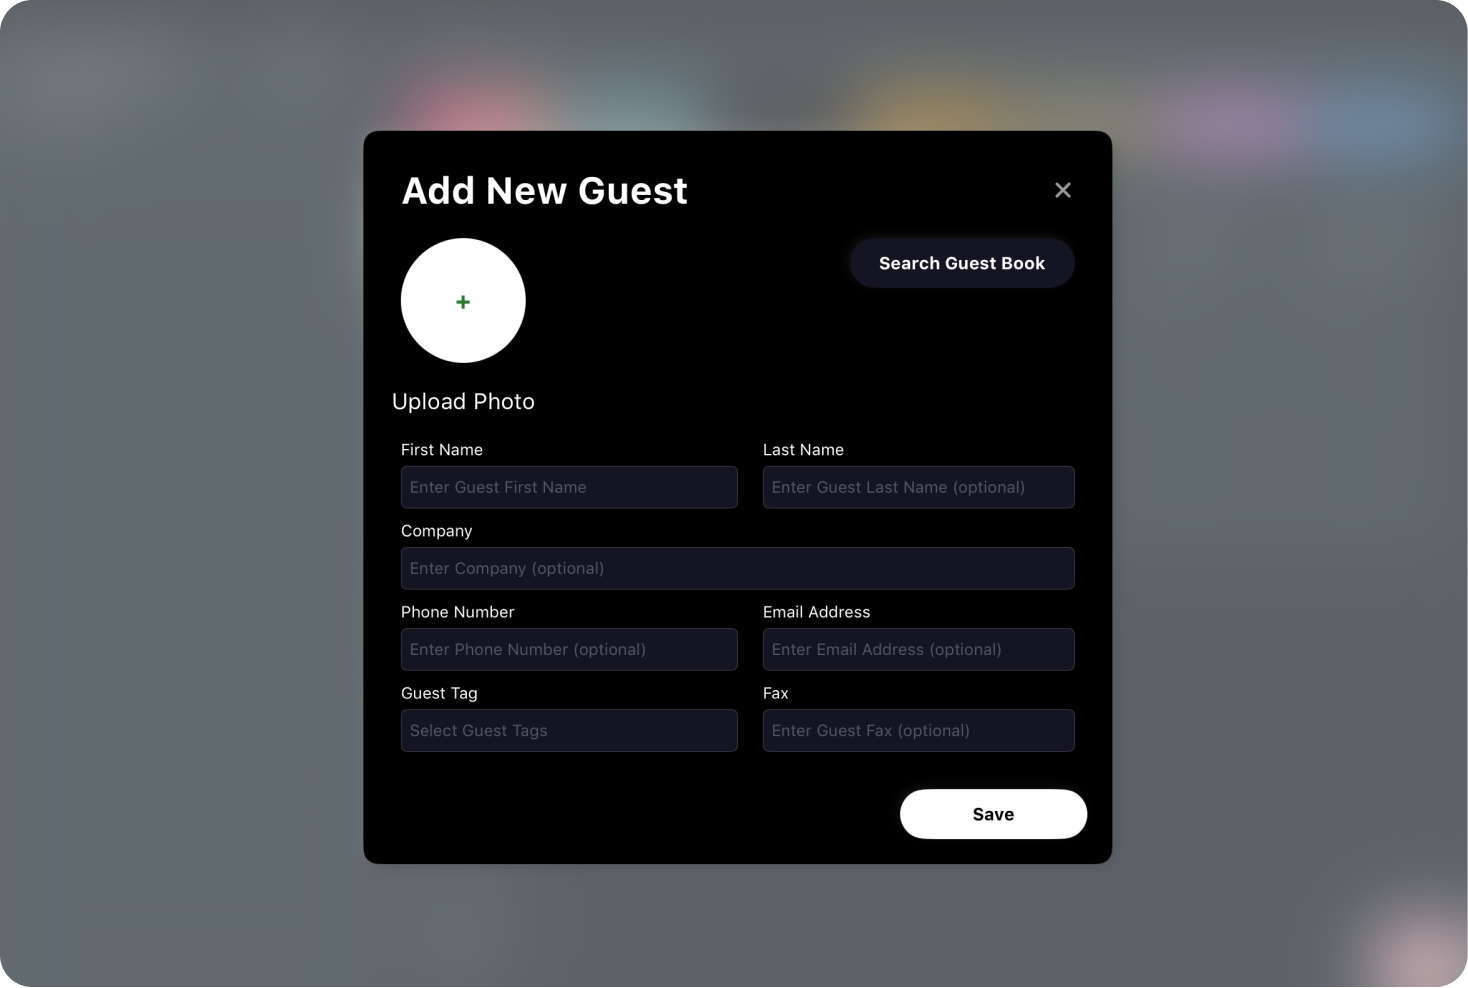 Add New Guest
Search Guest Book
+
Upload Photo
First Name
Last Name
Enter Guest First Name
Enter Guest Last Name (optional)
Company
Enter Company (optional)
Phone Number
Email Address
Enter Phone Number (optional)
Enter Email Address (optional)
Guest Tag
Fax
Select Guest Tags
Enter Guest Fax (optional)
Save